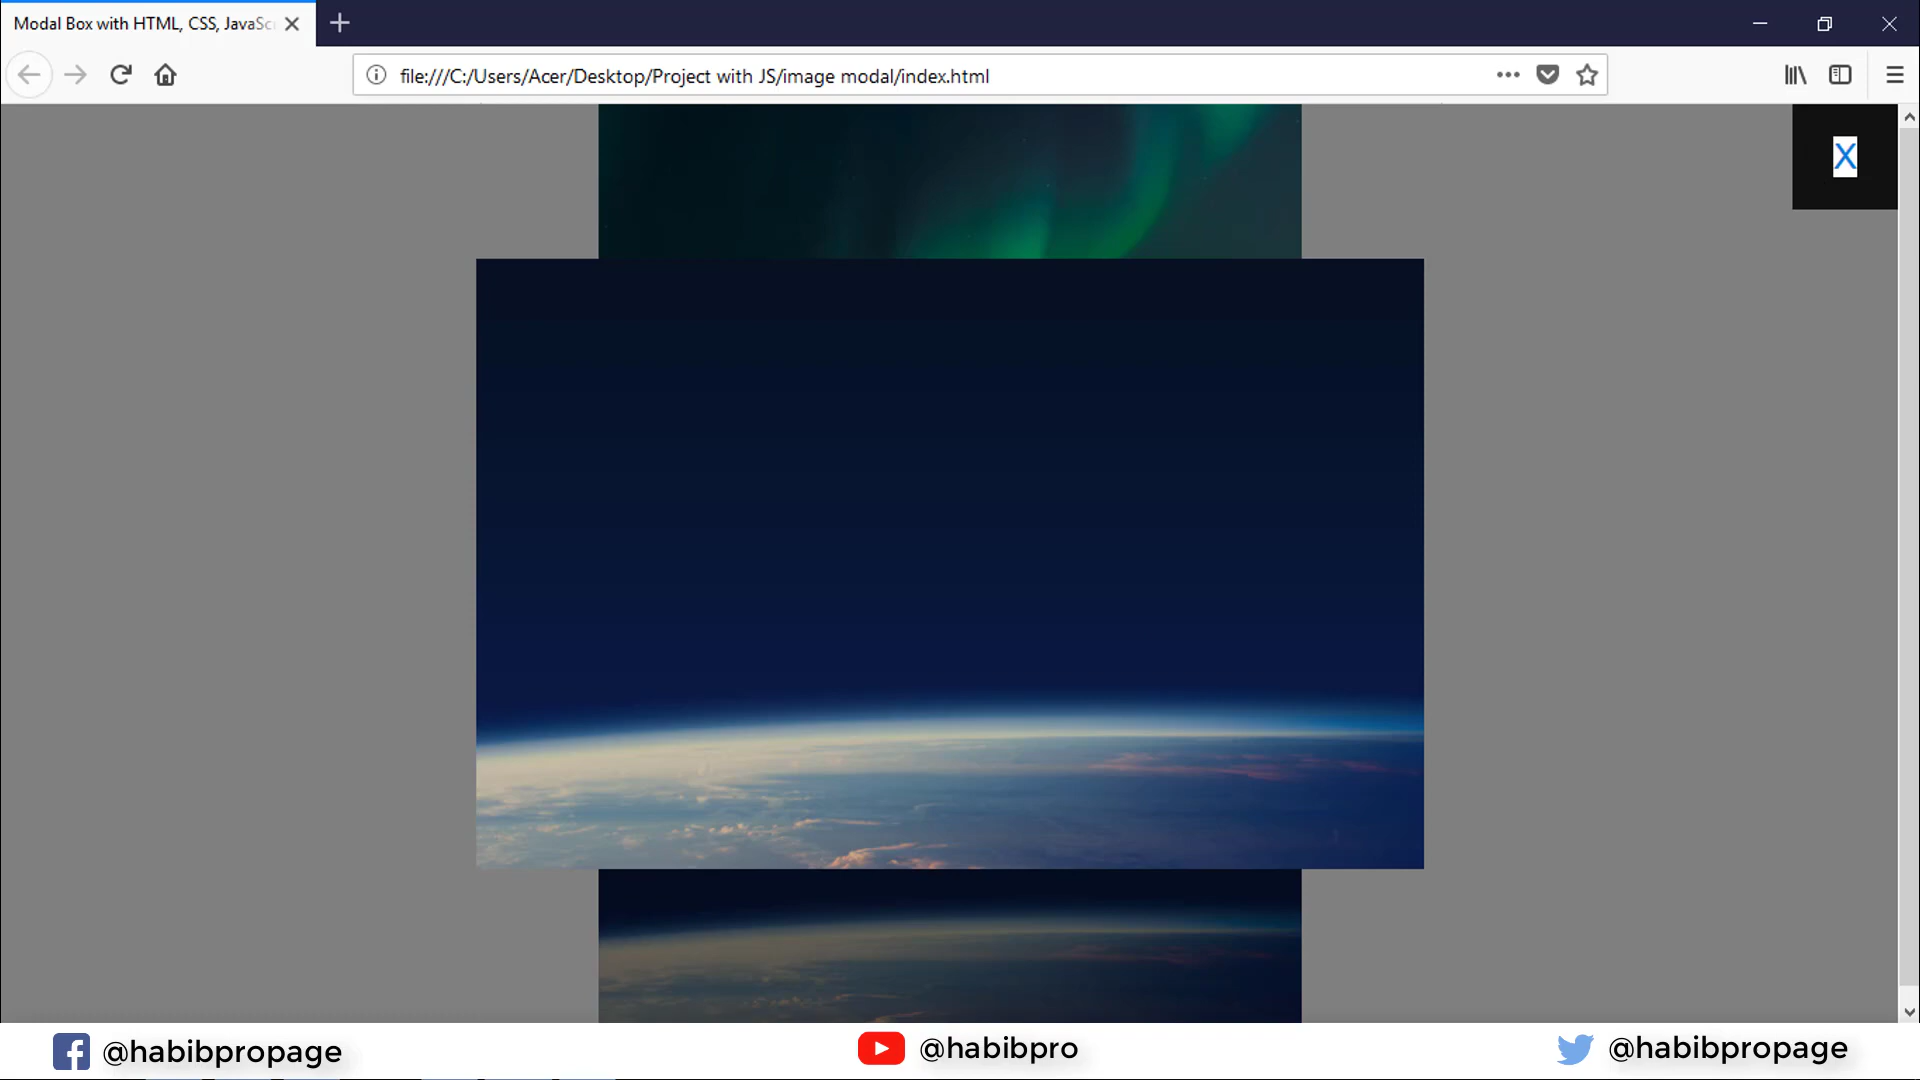 Modal Box with HTML, CSS, JavaSc
file:///C:/Users/Acer/Desktop/Project with JS/image modal/index.html
X
@habibpropage
@habibpro
@habibpropage